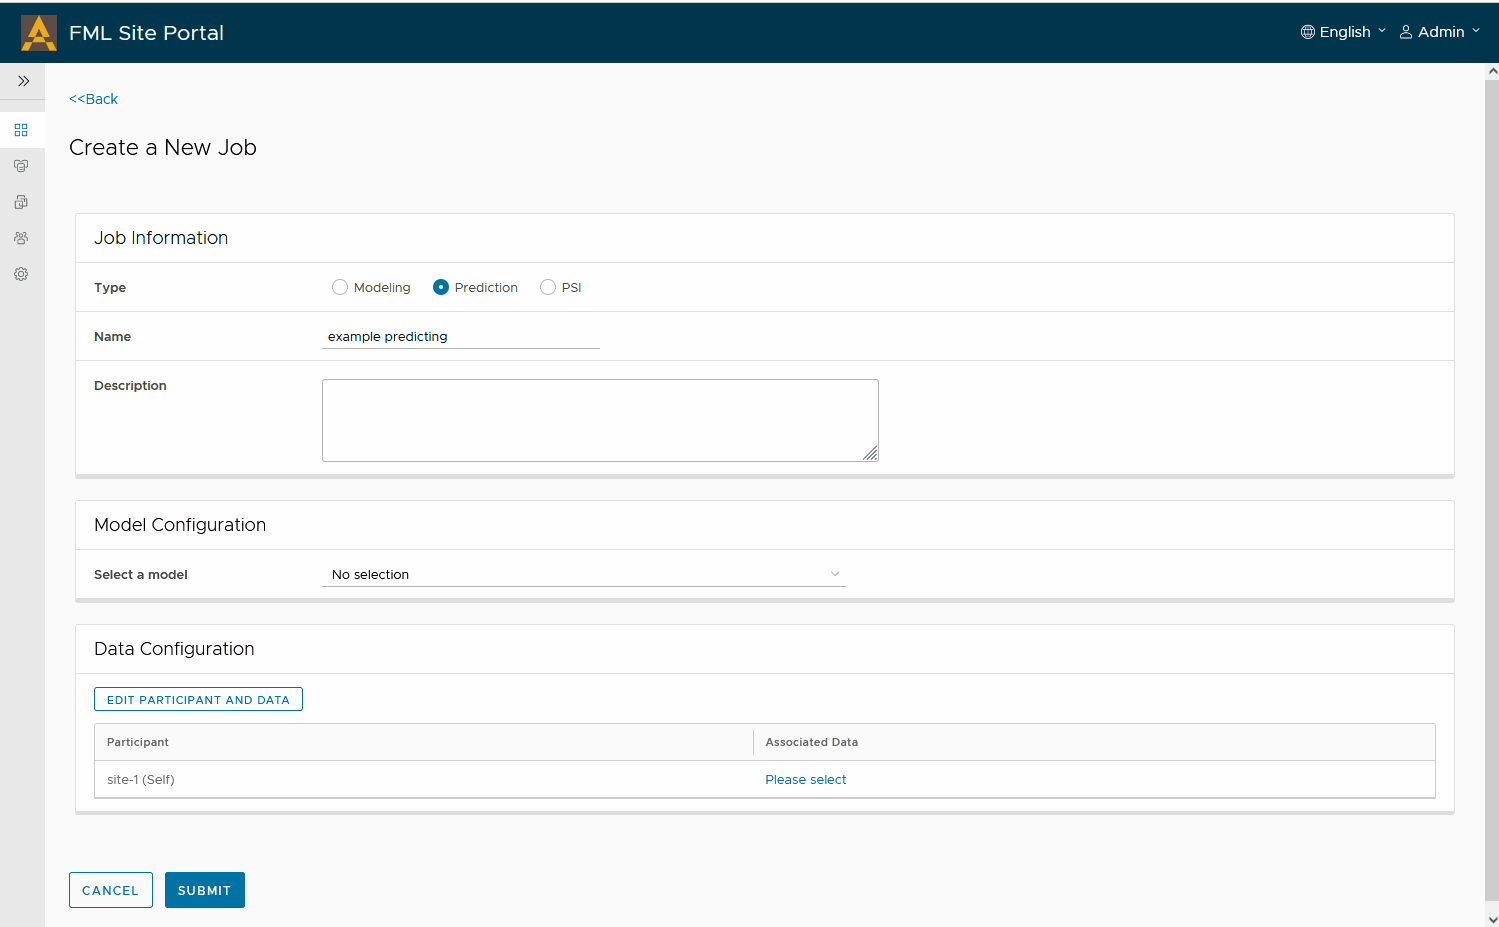 FML Site Portal
English
Admin
<<Back
Create a New Job
Job Information
Type
Modeling
Prediction
PSI
Name
example predicting
Description
Model Configuration
Select a model
No selection
Data Configuration
EDIT PARTICIPANT AND DATA
Participant
Associated Data
site-1 (Self)
Please select
CANCEL
SUBMIT